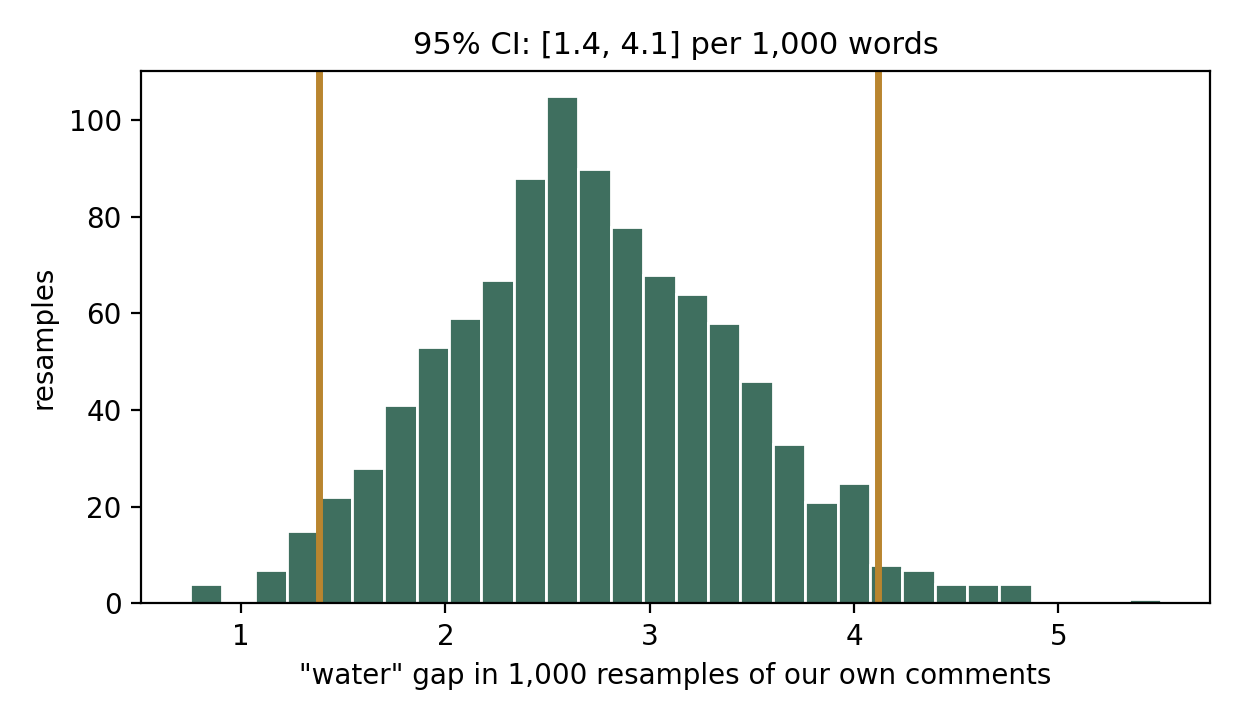 95% CI: [1.4, 4.1] per 1,000 words
100
80
60
40
20
0
resamples
1 2 3 4 5
"water" gap in 1,000 resamples of our own comments